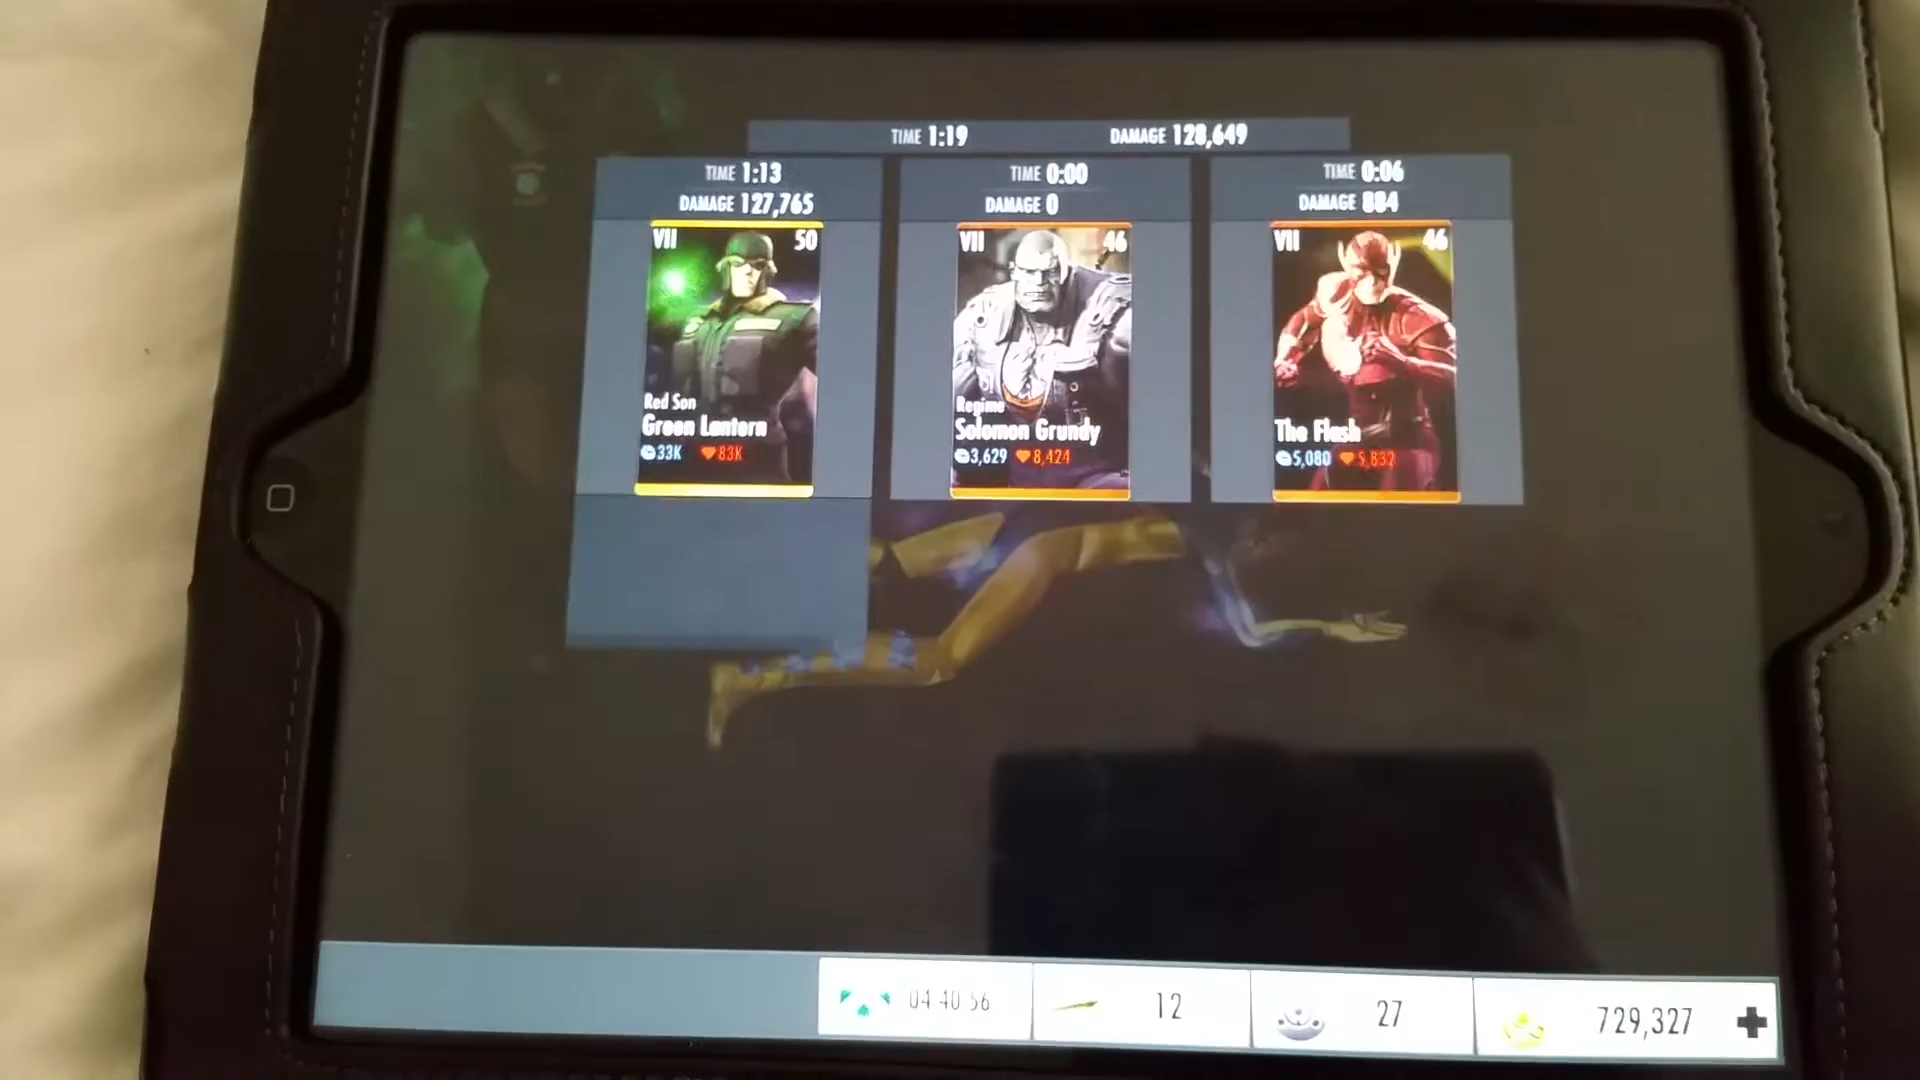 TIME 1:19 DAMAGE 128,649
TIME 1:13
DAMAGE 127,765
VII 50
Red Son
Green Lantern
33K 83K
TIME 0:00
DAMAGE 0
VII 46
Regime
Solomon Grundy
3,629 8,424
TIME 0:06
DAMAGE 884
VII 46
The Flash
5,080 5,832
04 40 56
12
27
729,327